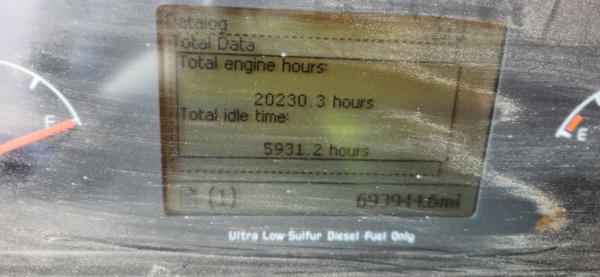 Datalog
Total Data
Total engine hours:
20230.3 hours
Total idle time:
5931.2 hours
(1)
Ultra Low Sulfur Diesel Fuel Only
F
E